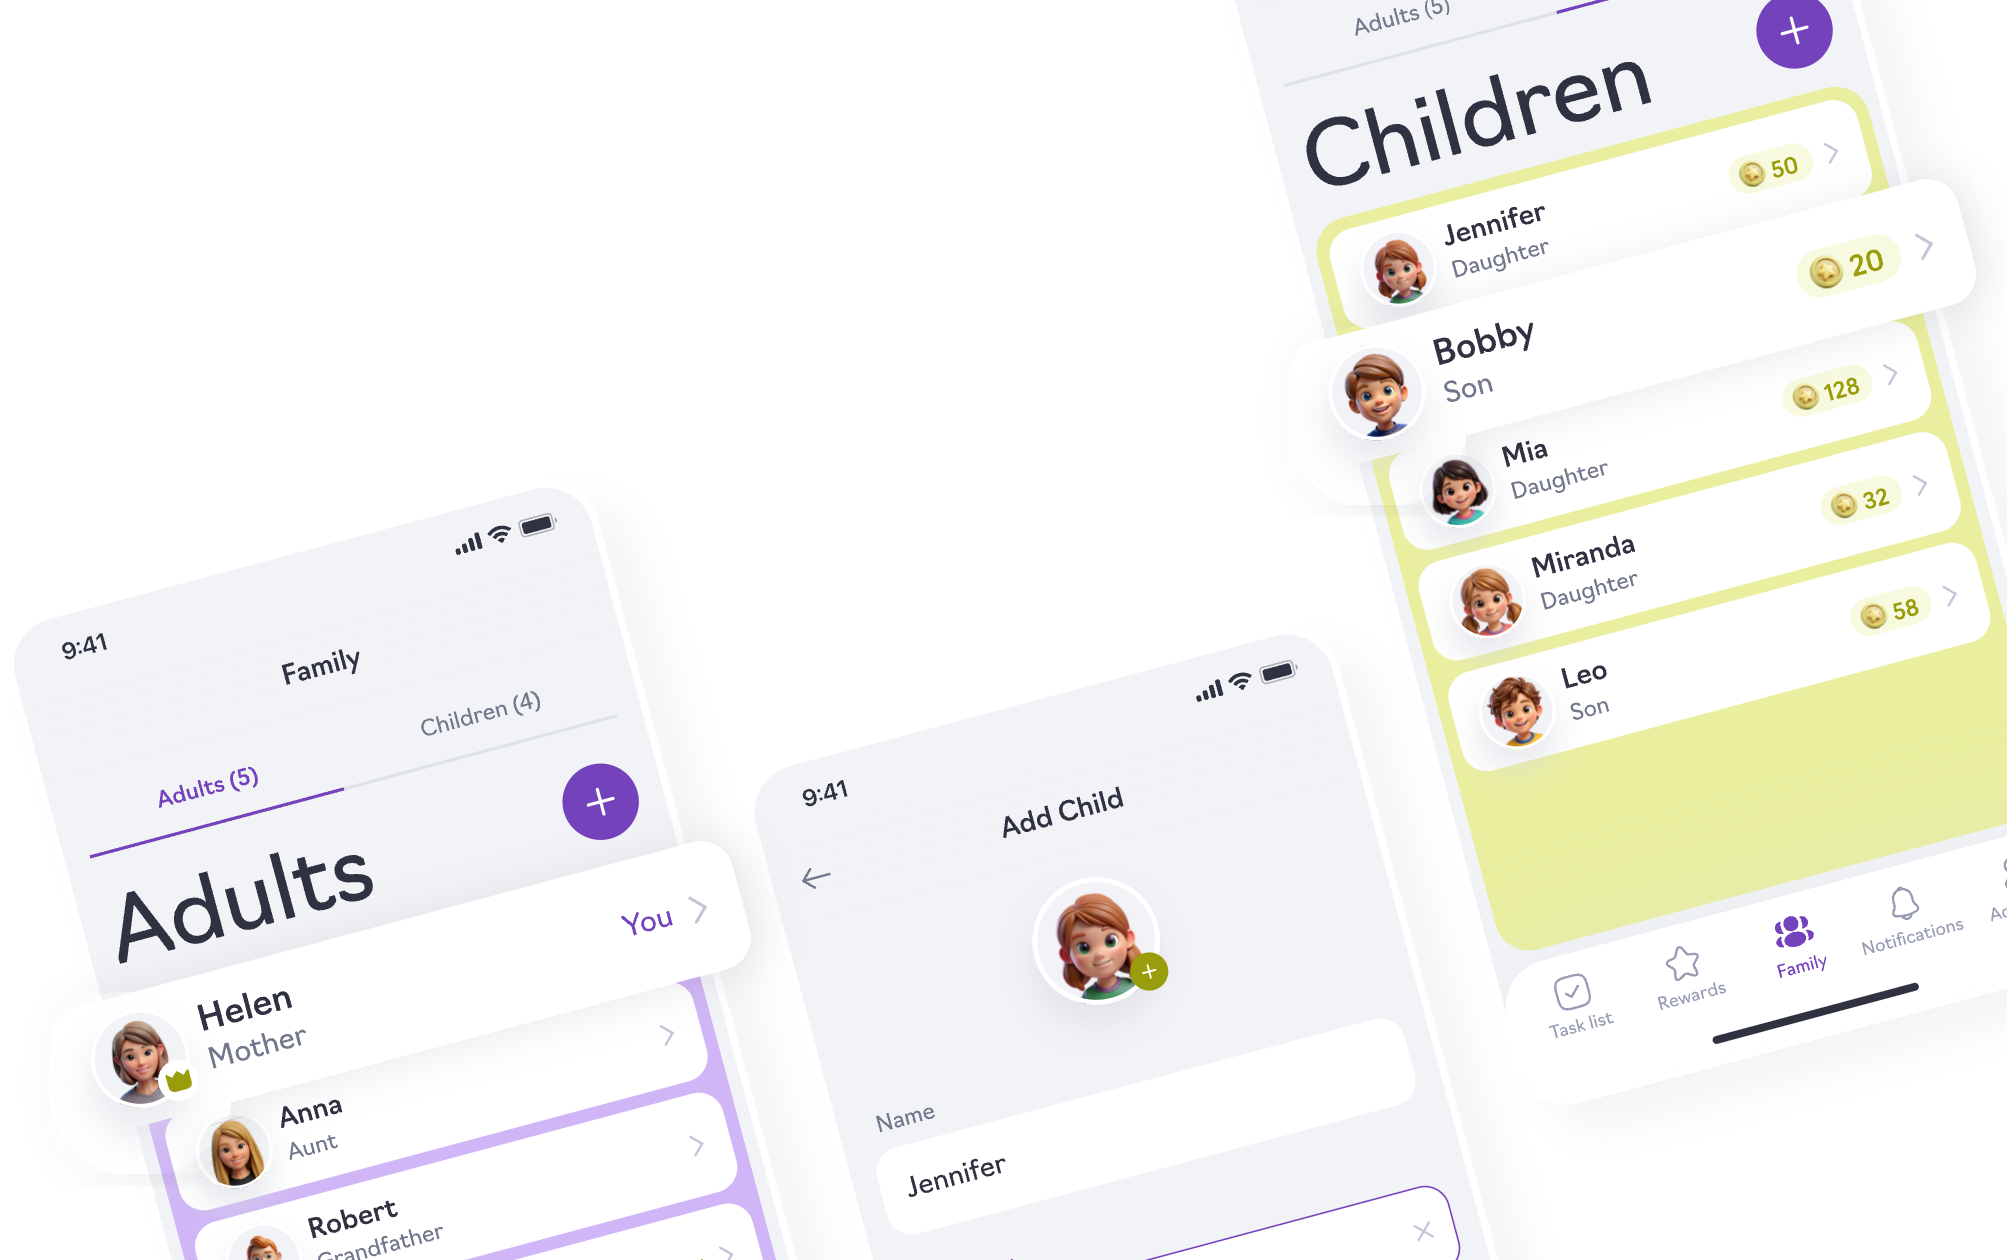 9:41
Family
Adults (5)
Children (4)
Adults
Helen
Mother
You
Anna
Aunt
Robert
Grandfather
9:41
Add Child
Name
Jennifer
Adults (5)
Children
Jennifer
Daughter
50
Bobby
Son
20
Mia
Daughter
128
Miranda
Daughter
32
Leo
Son
58
Task list
Rewards
Family
Notifications